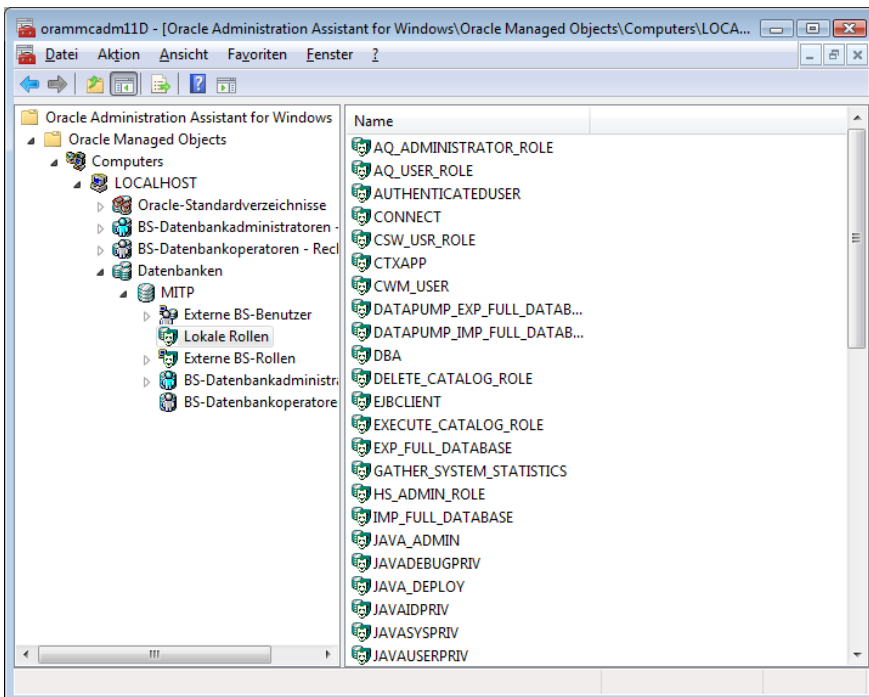 orammcadm11D - [Oracle Administration Assistant for Windows\Oracle Managed Objects\Computers\LOCA...
Datei Aktion Ansicht Favoriten Fenster ?
Oracle Administration Assistant for Windows
Oracle Managed Objects
Computers
LOCALHOST
Oracle-Standardverzeichnisse
BS-Datenbankadministratoren -
BS-Datenbankoperatoren - Recl
Datenbanken
MITP
Externe BS-Benutzer
Lokale Rollen
Externe BS-Rollen
BS-Datenbankadministra
BS-Datenbankoperatore
Name
AQ_ADMINISTRATOR_ROLE
AQ_USER_ROLE
AUTHENTICATEDUSER
CONNECT
CSW_USR_ROLE
CTXAPP
CWM_USER
DATAPUMP_EXP_FULL_DATAB...
DATAPUMP_IMP_FULL_DATAB...
DBA
DELETE_CATALOG_ROLE
EJBCLIENT
EXECUTE_CATALOG_ROLE
EXP_FULL_DATABASE
GATHER_SYSTEM_STATISTICS
HS_ADMIN_ROLE
IMP_FULL_DATABASE
JAVA_ADMIN
JAVADEBUGPRIV
JAVA_DEPLOY
JAVAIDPRIV
JAVASYSPRIV
JAVAUSERPRIV